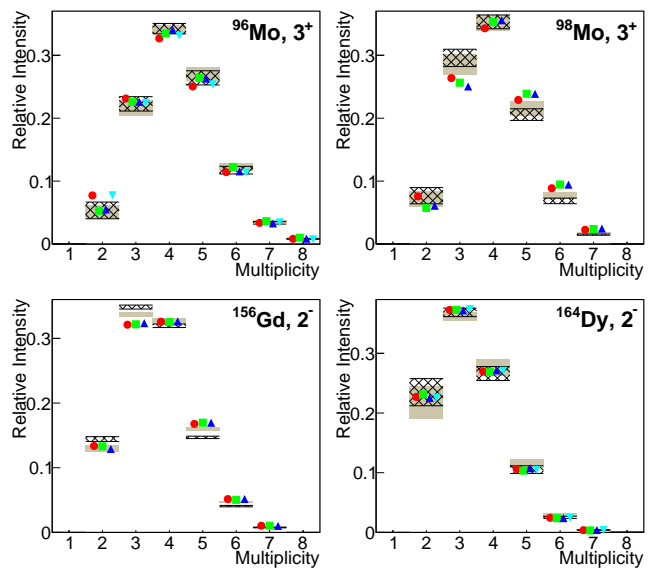 ⁹⁶Mo, 3⁺
Relative Intensity
0.3
0.2
0.1
0
1 2 3 4 5 6 7 8
Multiplicity
⁹⁸Mo, 3⁺
Relative Intensity
0.3
0.2
0.1
0
1 2 3 4 5 6 7 8
Multiplicity
¹⁵⁶Gd, 2⁻
Relative Intensity
0.3
0.2
0.1
0
1 2 3 4 5 6 7 8
Multiplicity
¹⁶⁴Dy, 2⁻
Relative Intensity
0.3
0.2
0.1
0
1 2 3 4 5 6 7 8
Multiplicity